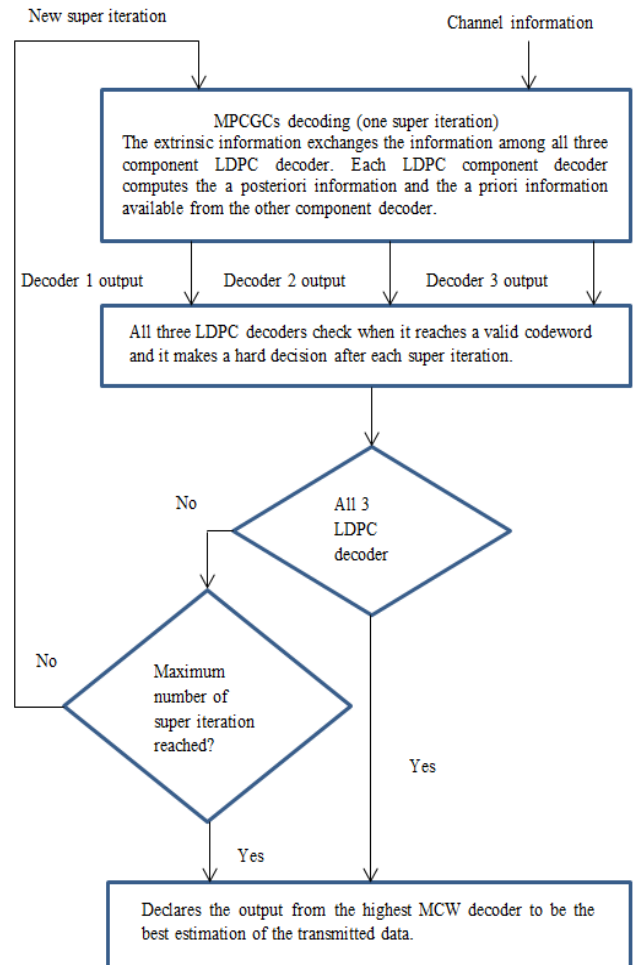 New super iteration
Channel information
MPCGCs decoding (one super iteration)
The extrinsic information exchanges the information among all three
component LDPC decoder. Each LDPC component decoder
computes the a posteriori information and the a priori information
available from the other component decoder.
Decoder 1 output
Decoder 2 output
Decoder 3 output
All three LDPC decoders check when it reaches a valid codeword
and it makes a hard decision after each super iteration.
No
All 3
LDPC
decoder
No
Maximum
number of
super iteration
reached?
Yes
Yes
Declares the output from the highest MCW decoder to be the
best estimation of the transmitted data.